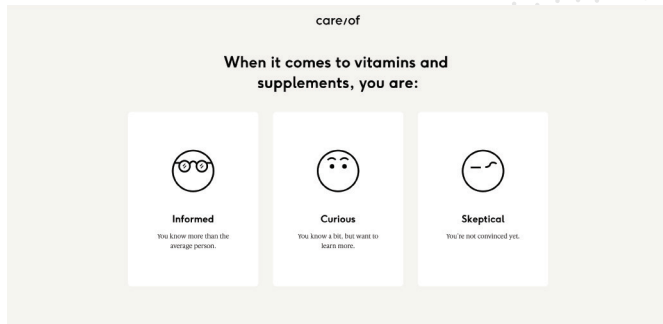 care/of
When it comes to vitamins and
supplements, you are:
Informed
You know more than the
average person.
Curious
You know a bit, but want to
learn more.
Skeptical
You're not convinced yet.